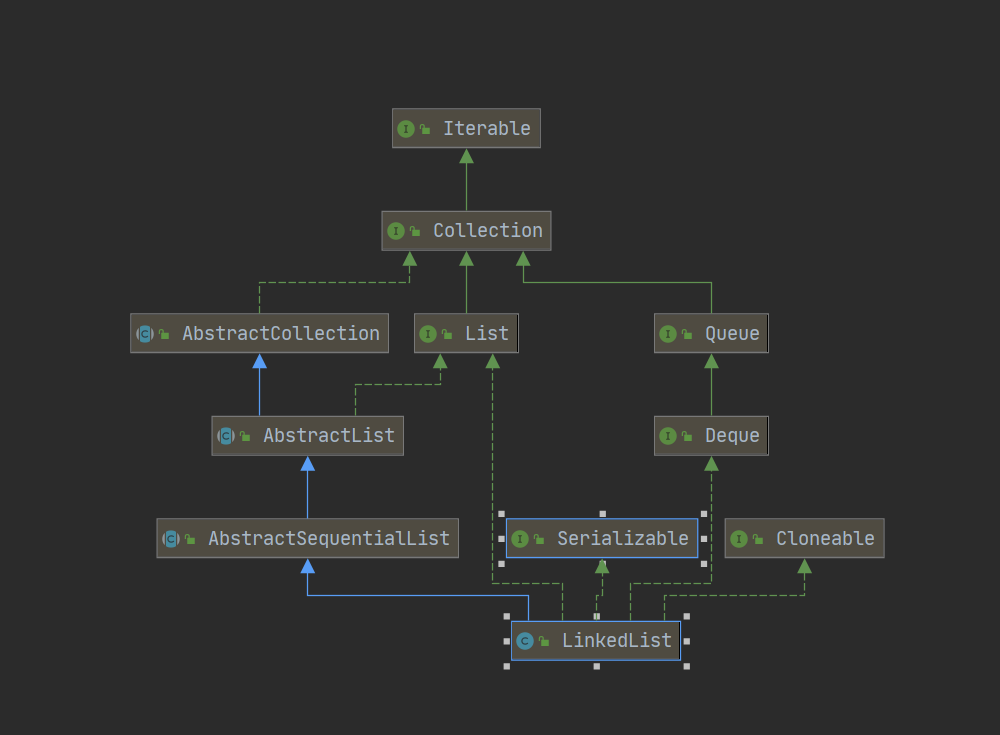 I Iterable
I Collection
C AbstractCollection
I List
I Queue
C AbstractList
I Deque
C AbstractSequentialList
I Serializable
I Cloneable
C LinkedList